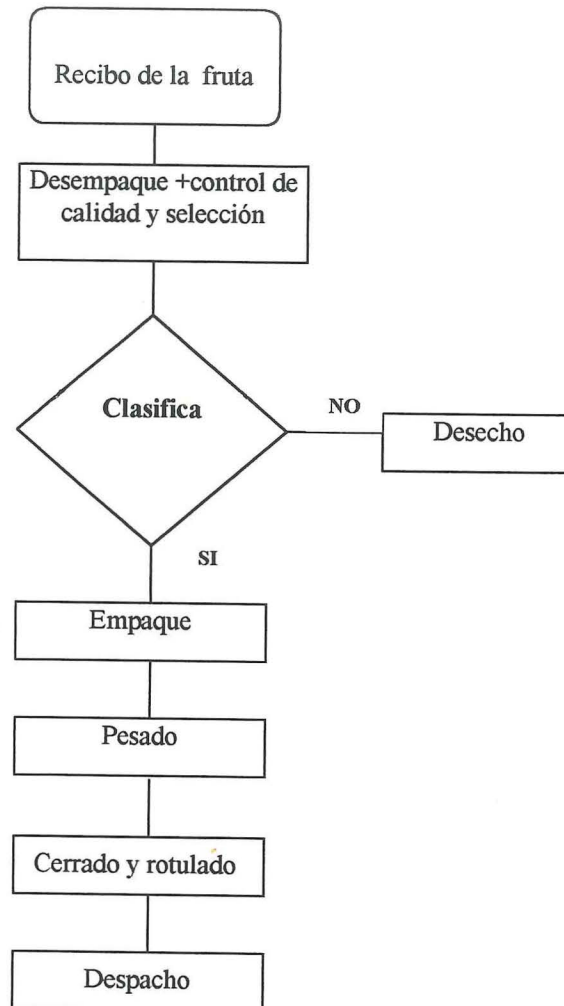 Recibo de la fruta
Desempaque +control de
calidad y selección
Clasifica
NO
Desecho
SI
Empaque
Pesado
Cerrado y rotulado
Despacho